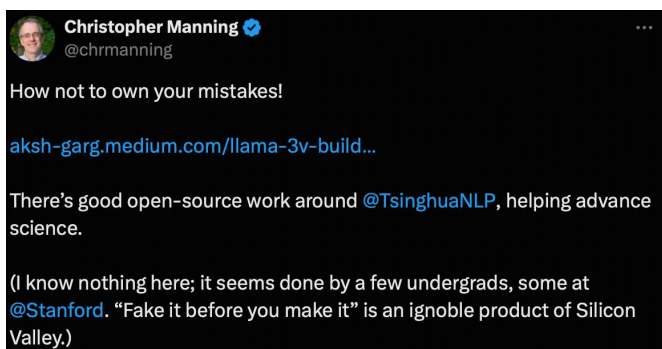 Christopher Manning
@chrmanning
How not to own your mistakes!
aksh-garg.medium.com/llama-3v-build...
There’s good open-source work around @TsinghuaNLP, helping advance
science.
(I know nothing here; it seems done by a few undergrads, some at
@Stanford. “Fake it before you make it” is an ignoble product of Silicon
Valley.)